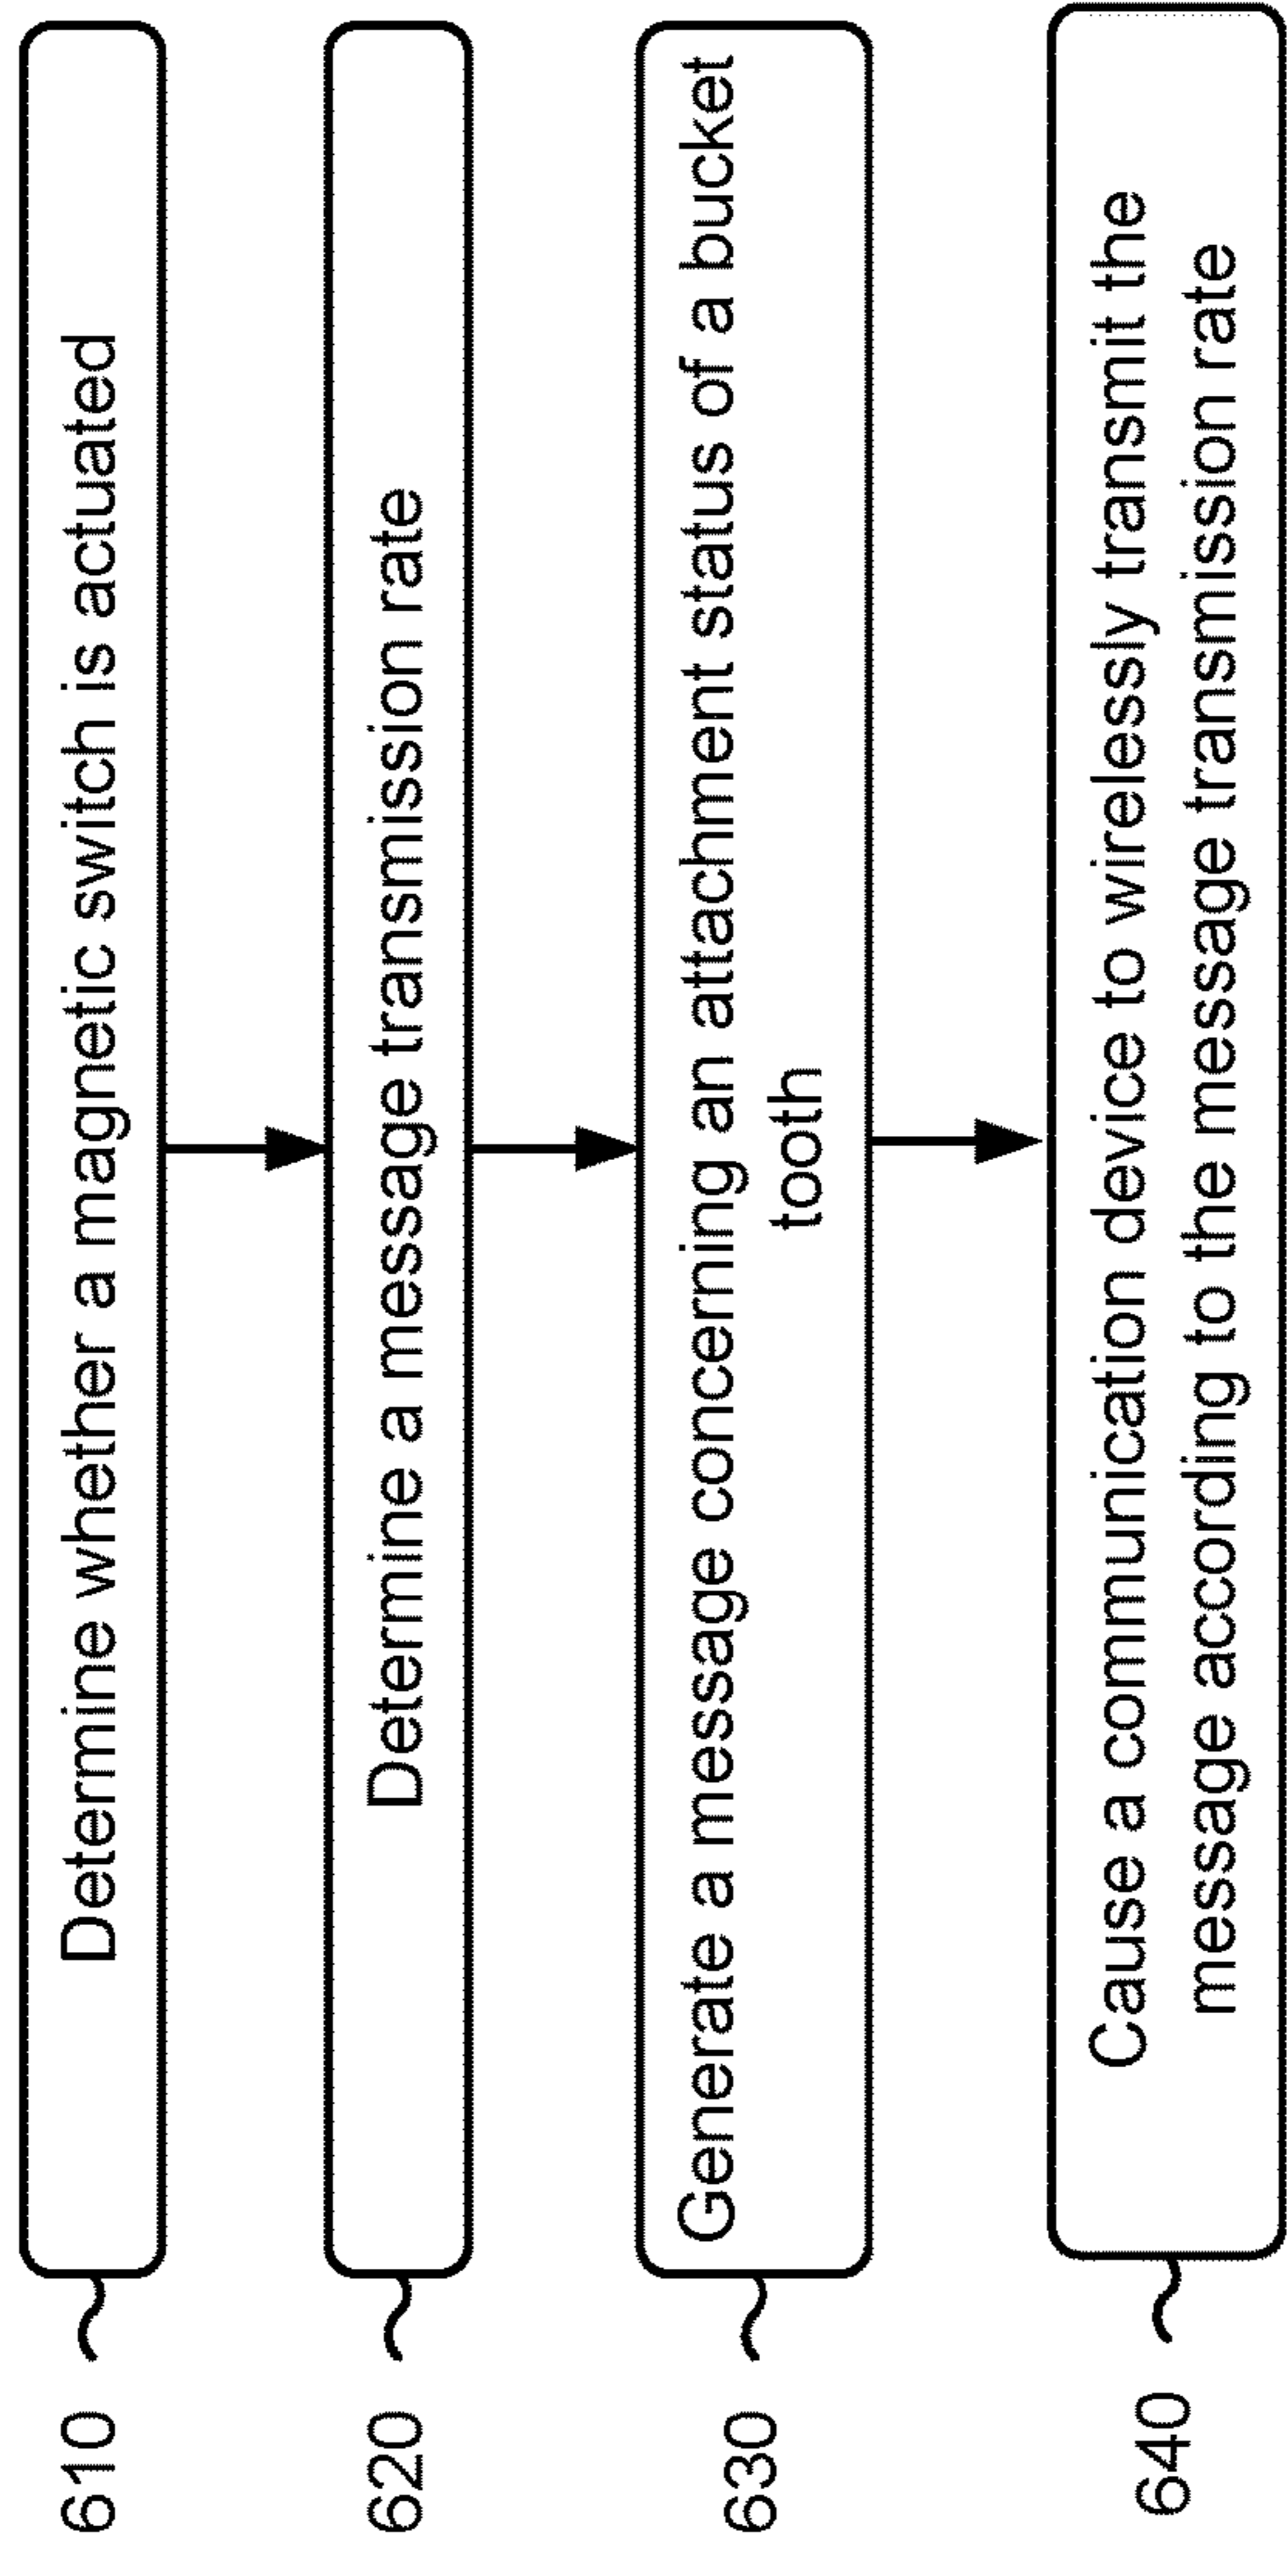 610
Determine whether a magnetic switch is actuated
620
Determine a message transmission rate
630
Generate a message concerning an attachment status of a bucket
tooth
640
Cause a communication device to wirelessly transmit the
message according to the message transmission rate